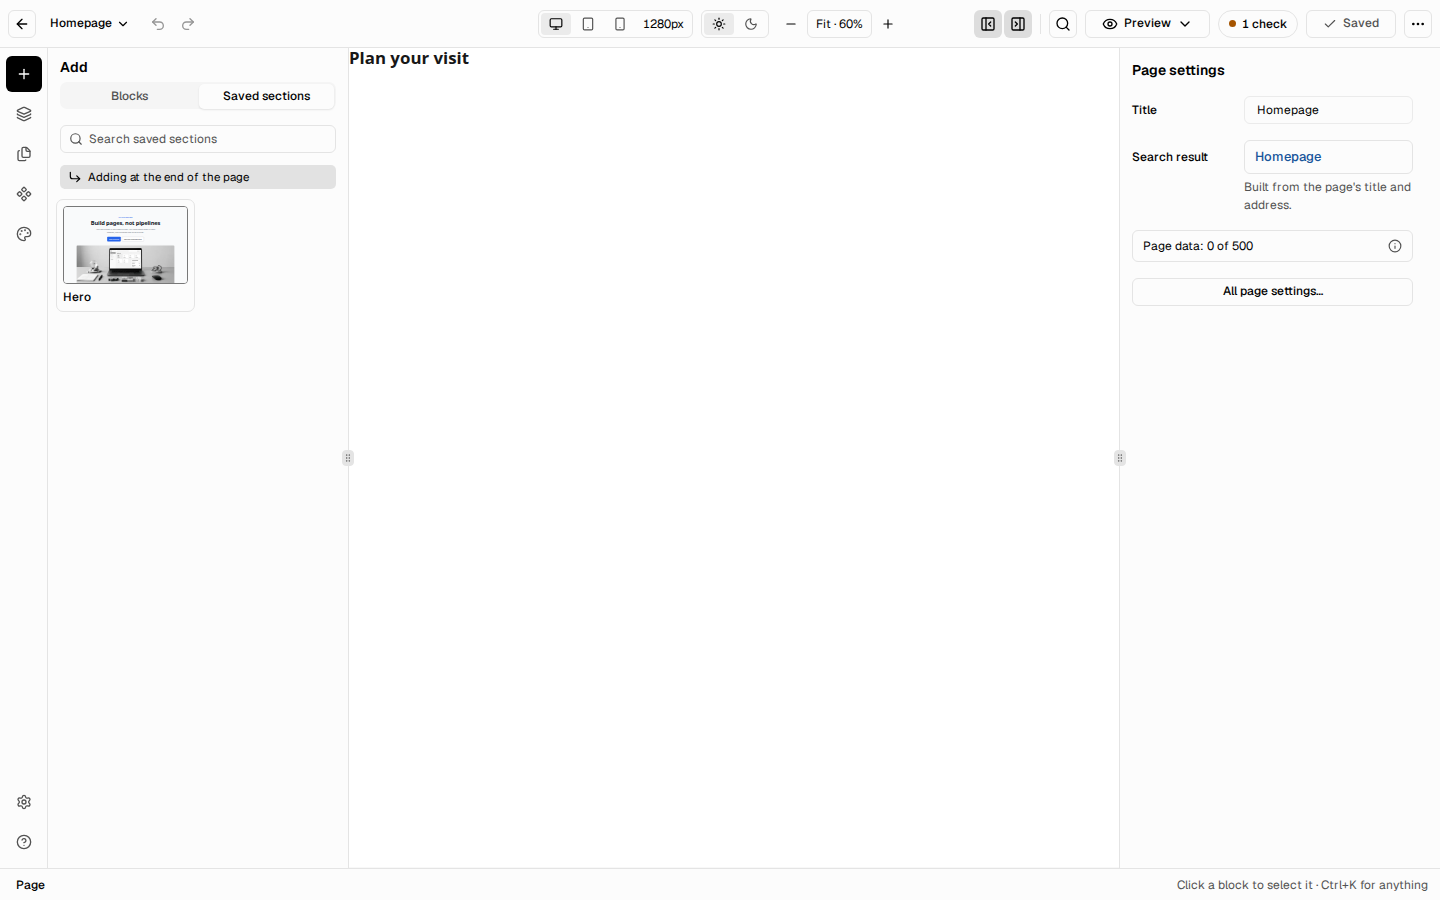 Homepage
1280px
Fit · 60%
Preview
1 check
Saved
Add
Blocks
Saved sections
Search saved sections
Adding at the end of the page
Build pages, not pipelines
Hero
Plan your visit
Page settings
Title
Homepage
Search result
Homepage
Built from the page's title and
address.
Page data: 0 of 500
All page settings...
Page
Click a block to select it · Ctrl+K for anything